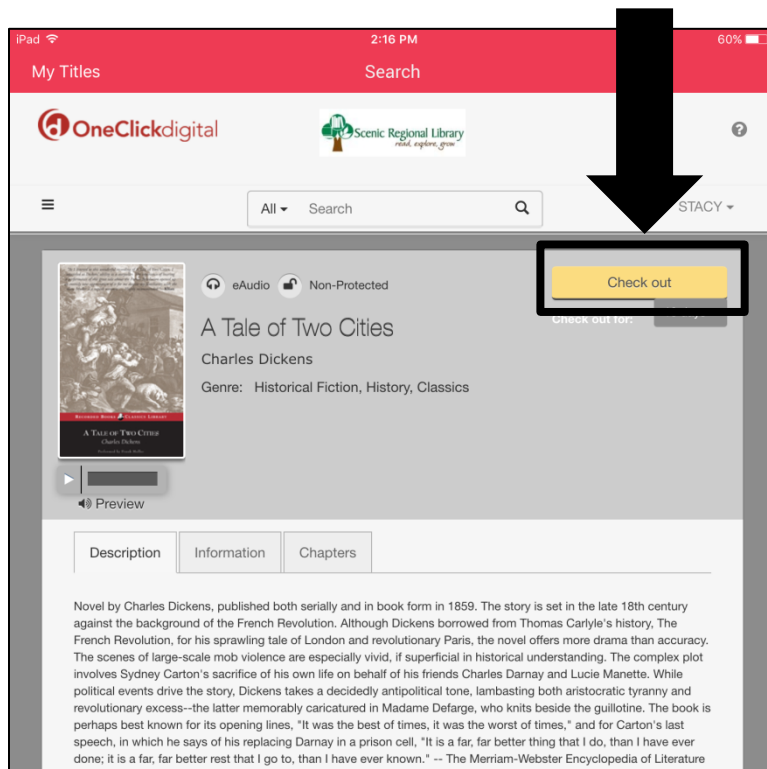 iPad 2:16 PM 60%
My Titles Search
OneClickdigital Scenic Regional Library
read, explore, grow
All Search STACY
eAudio Non-Protected Check out
Check out for:
A Tale of Two Cities
Charles Dickens
Genre: Historical Fiction, History, Classics
RECORDED BOOKS CLASSICS LIBRARY
A TALE OF TWO CITIES
Charles Dickens
Preview
Description Information Chapters
Novel by Charles Dickens, published both serially and in book form in 1859. The story is set in the late 18th century
against the background of the French Revolution. Although Dickens borrowed from Thomas Carlyle's history, The
French Revolution, for his sprawling tale of London and revolutionary Paris, the novel offers more drama than accuracy.
The scenes of large-scale mob violence are especially vivid, if superficial in historical understanding. The complex plot
involves Sydney Carton's sacrifice of his own life on behalf of his friends Charles Darnay and Lucie Manette. While
political events drive the story, Dickens takes a decidedly antipolitical tone, lambasting both aristocratic tyranny and
revolutionary excess--the latter memorably caricatured in Madame Defarge, who knits beside the guillotine. The book is
perhaps best known for its opening lines, "It was the best of times, it was the worst of times," and for Carton's last
speech, in which he says of his replacing Darnay in a prison cell, "It is a far, far better thing that I do, than I have ever
done; it is a far, far better rest that I go to, than I have ever known." -- The Merriam-Webster Encyclopedia of Literature